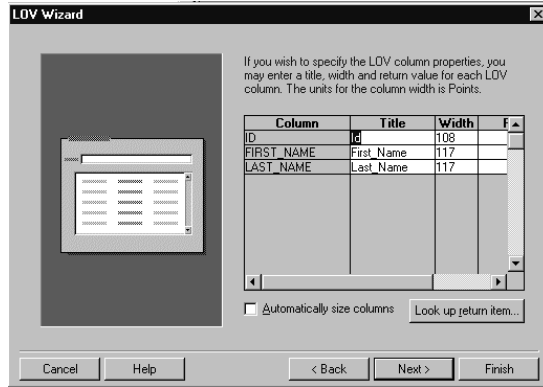 LOV Wizard
If you wish to specify the LOV column properties, you
may enter a title, width and return value for each LOV
column. The units for the column width is Points.
Column Title Width
ID Id 108
FIRST_NAME First_Name 117
LAST_NAME Last_Name 117
Automatically size columns Look up return item...
Cancel Help < Back Next > Finish